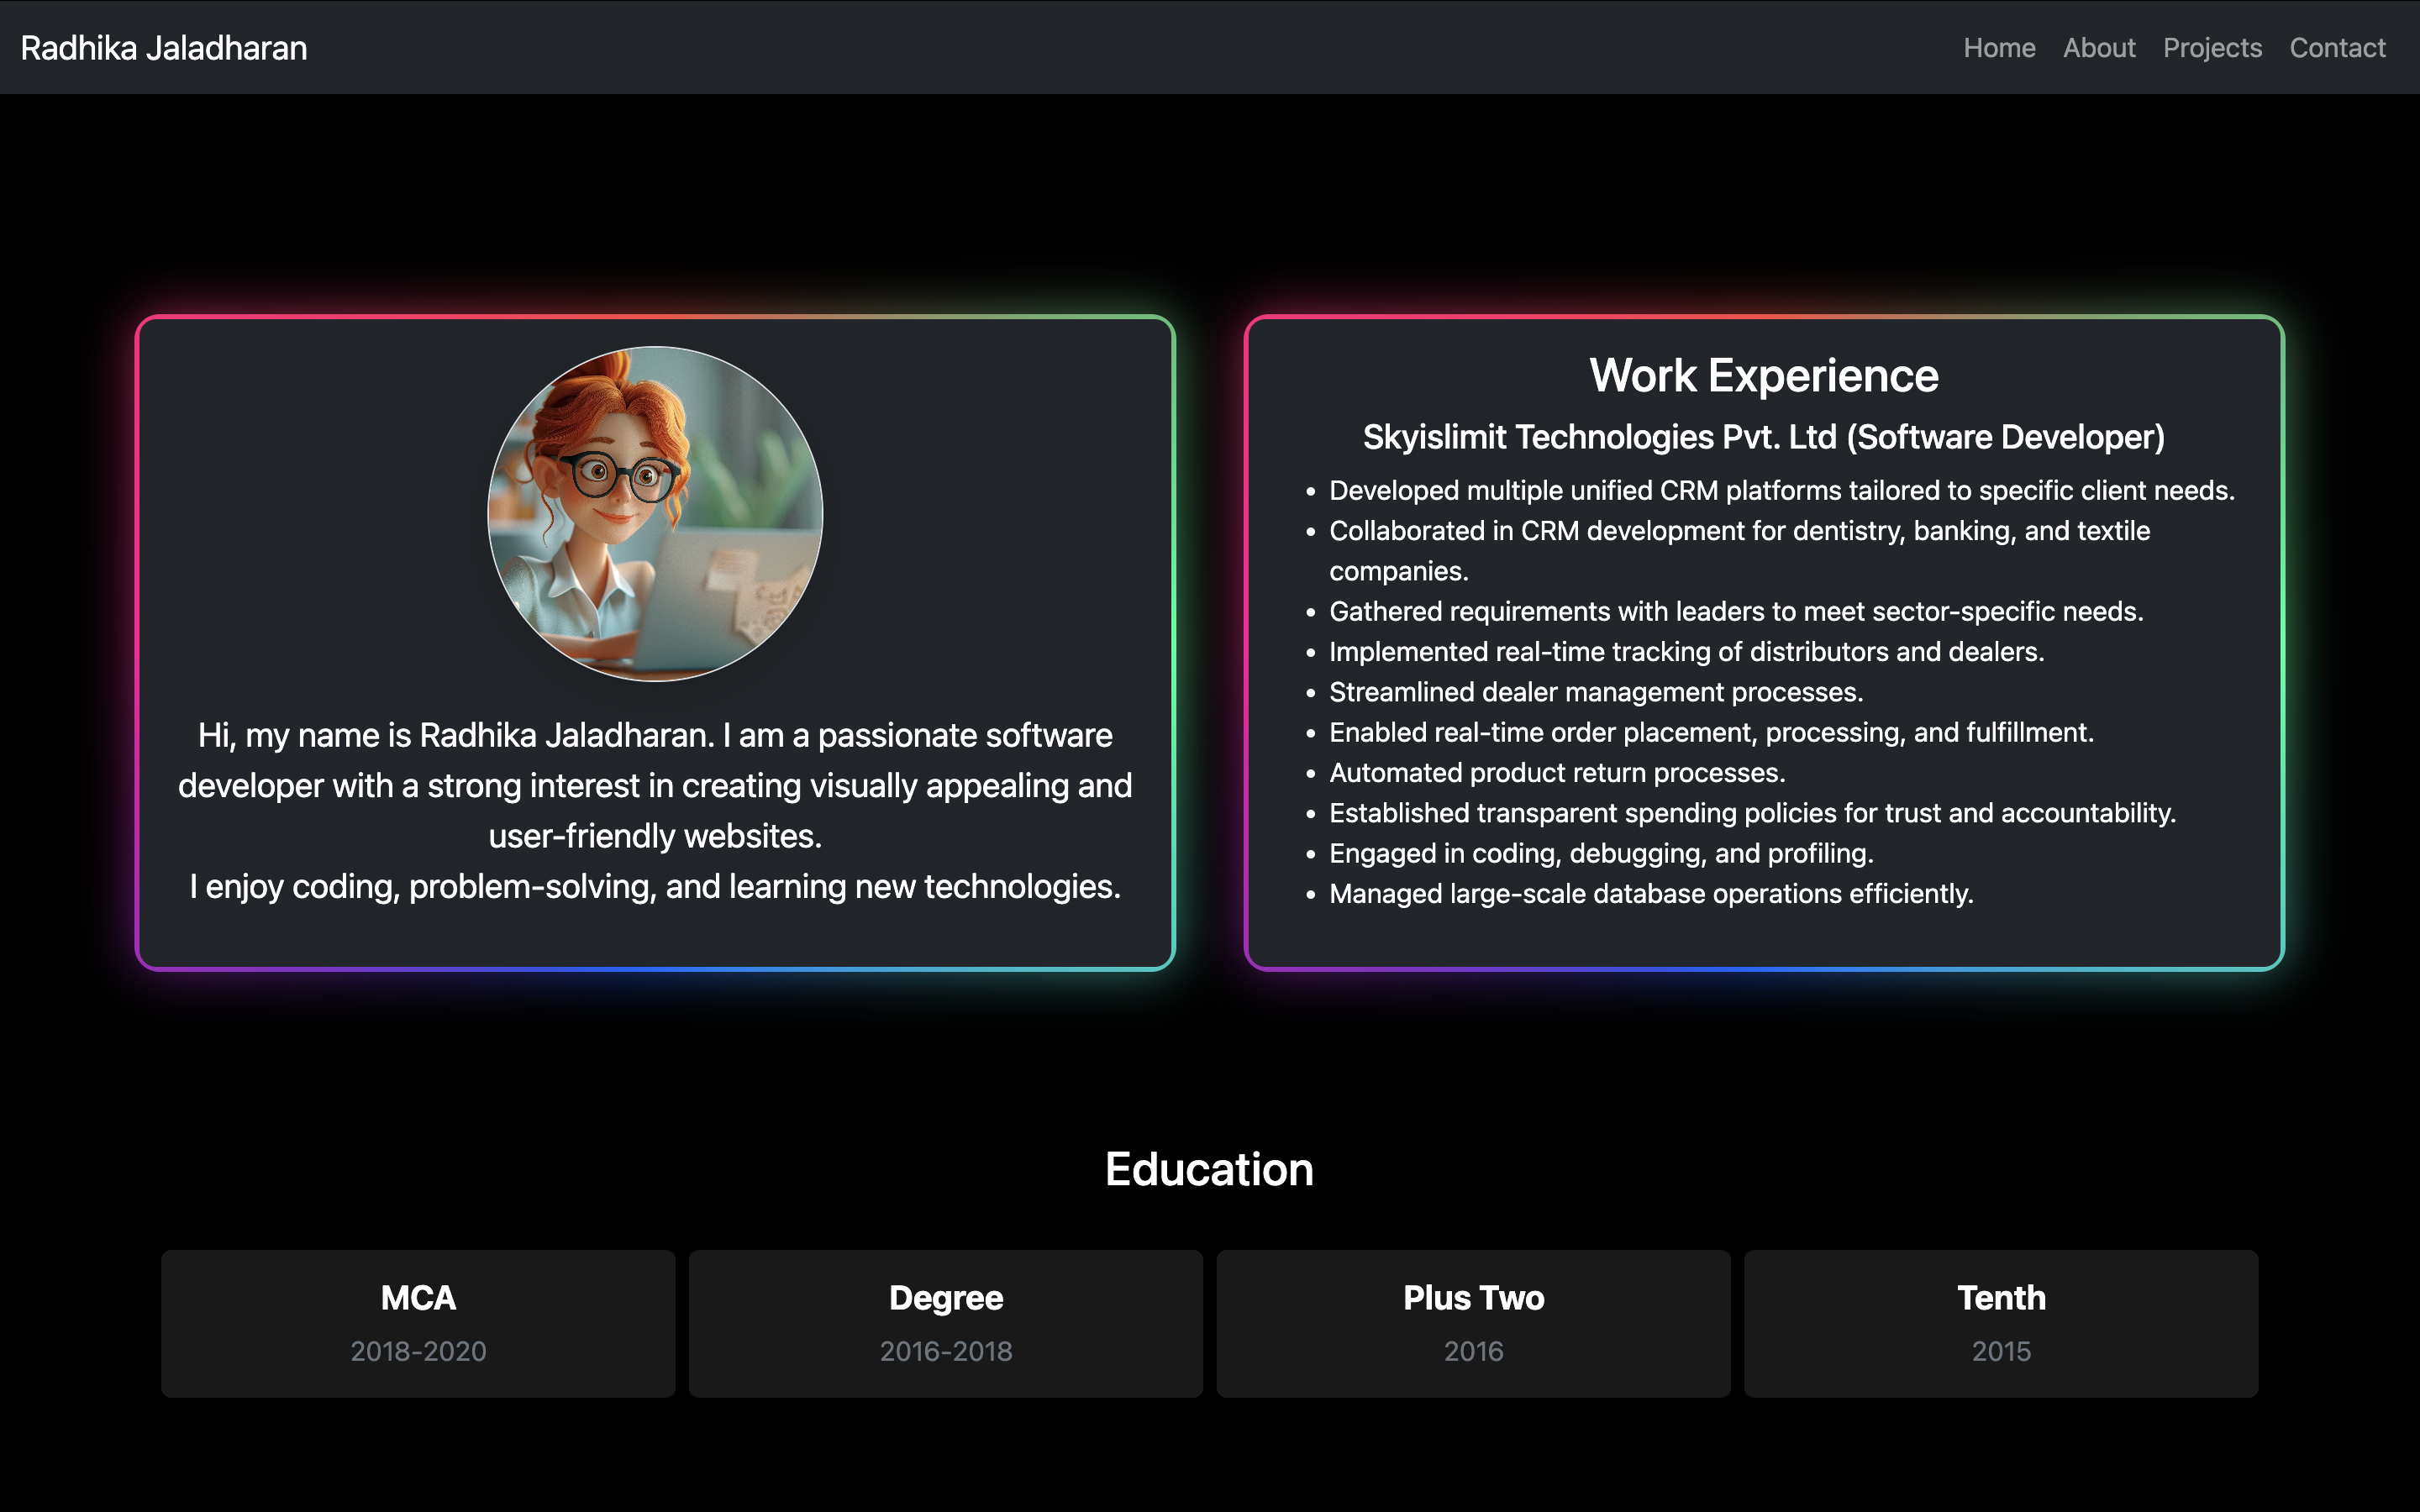 Radhika Jaladharan
Home About Projects Contact
Hi, my name is Radhika Jaladharan. I am a passionate software
developer with a strong interest in creating visually appealing and
user-friendly websites.
I enjoy coding, problem-solving, and learning new technologies.
Work Experience
Skyislimit Technologies Pvt. Ltd (Software Developer)
• Developed multiple unified CRM platforms tailored to specific client needs.
• Collaborated in CRM development for dentistry, banking, and textile
companies.
• Gathered requirements with leaders to meet sector-specific needs.
• Implemented real-time tracking of distributors and dealers.
• Streamlined dealer management processes.
• Enabled real-time order placement, processing, and fulfillment.
• Automated product return processes.
• Established transparent spending policies for trust and accountability.
• Engaged in coding, debugging, and profiling.
• Managed large-scale database operations efficiently.
Education
MCA
2018-2020
Degree
2016-2018
Plus Two
2016
Tenth
2015